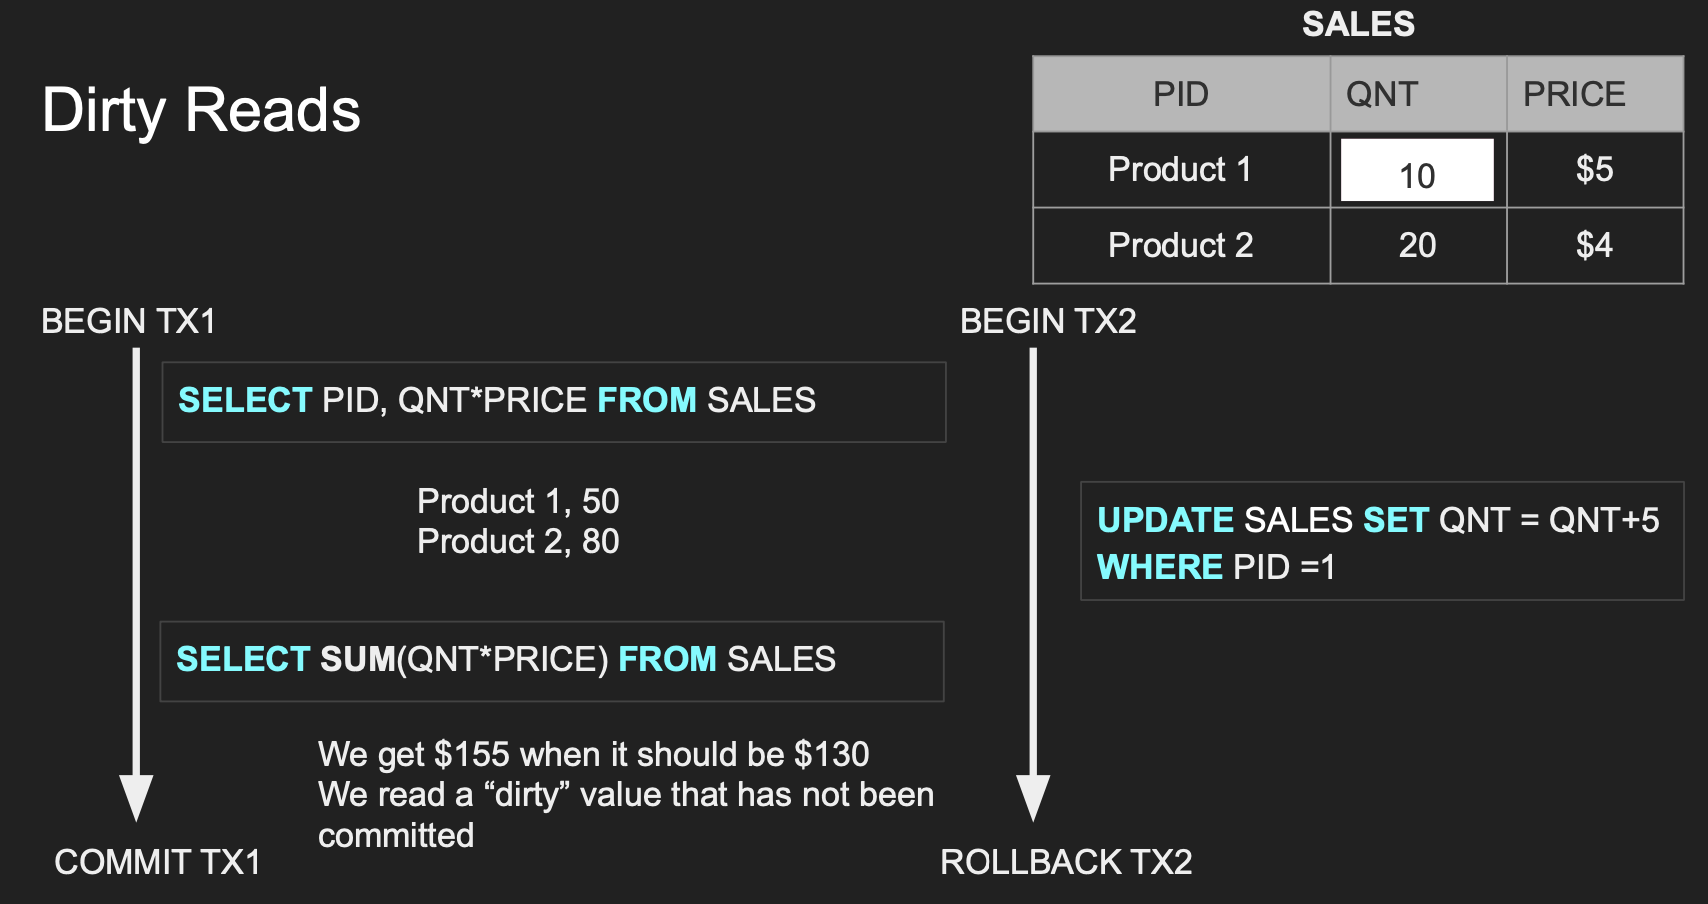 Dirty Reads
SALES
PID QNT PRICE
Product 1 10 $5
Product 2 20 $4
BEGIN TX1
SELECT PID, QNT*PRICE FROM SALES
Product 1, 50
Product 2, 80
SELECT SUM(QNT*PRICE) FROM SALES
We get $155 when it should be $130
We read a “dirty” value that has not been
committed
COMMIT TX1
BEGIN TX2
UPDATE SALES SET QNT = QNT+5
WHERE PID =1
ROLLBACK TX2